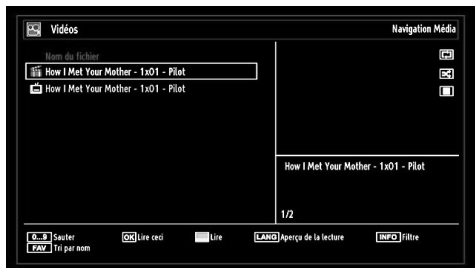 Vidéos
Navigation Média
Nom du fichier
How I Met Your Mother - 1x01 - Pilot
How I Met Your Mother - 1x01 - Pilot
How I Met Your Mother - 1x01 - Pilot
1/2
0...9 Sauter OK Lire ceci Lire LANG Aperçu de la lecture INFO Filtre
FAV Tri par nom